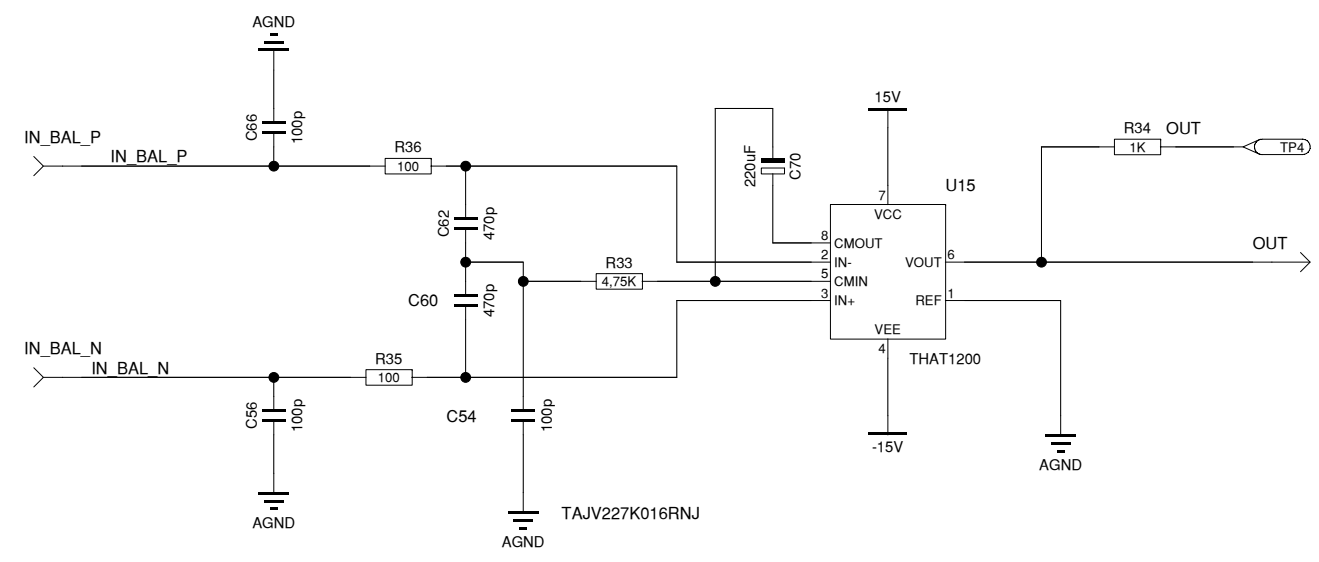 AGND
C66
100p
IN_BAL_P
IN_BAL_P
R36
100
C62
470p
C60
470p
R33
4,75K
220uF
C70
15V
7
VCC
U15
8
CMOUT
2
IN-
5
CMIN
3
IN+
VOUT
6
REF
1
VEE
4
THAT1200
-15V
R34
1K
OUT
TP4
OUT
AGND
IN_BAL_N
IN_BAL_N
R35
100
C56
100p
AGND
C54
100p
AGND
TAJV227K016RNJ